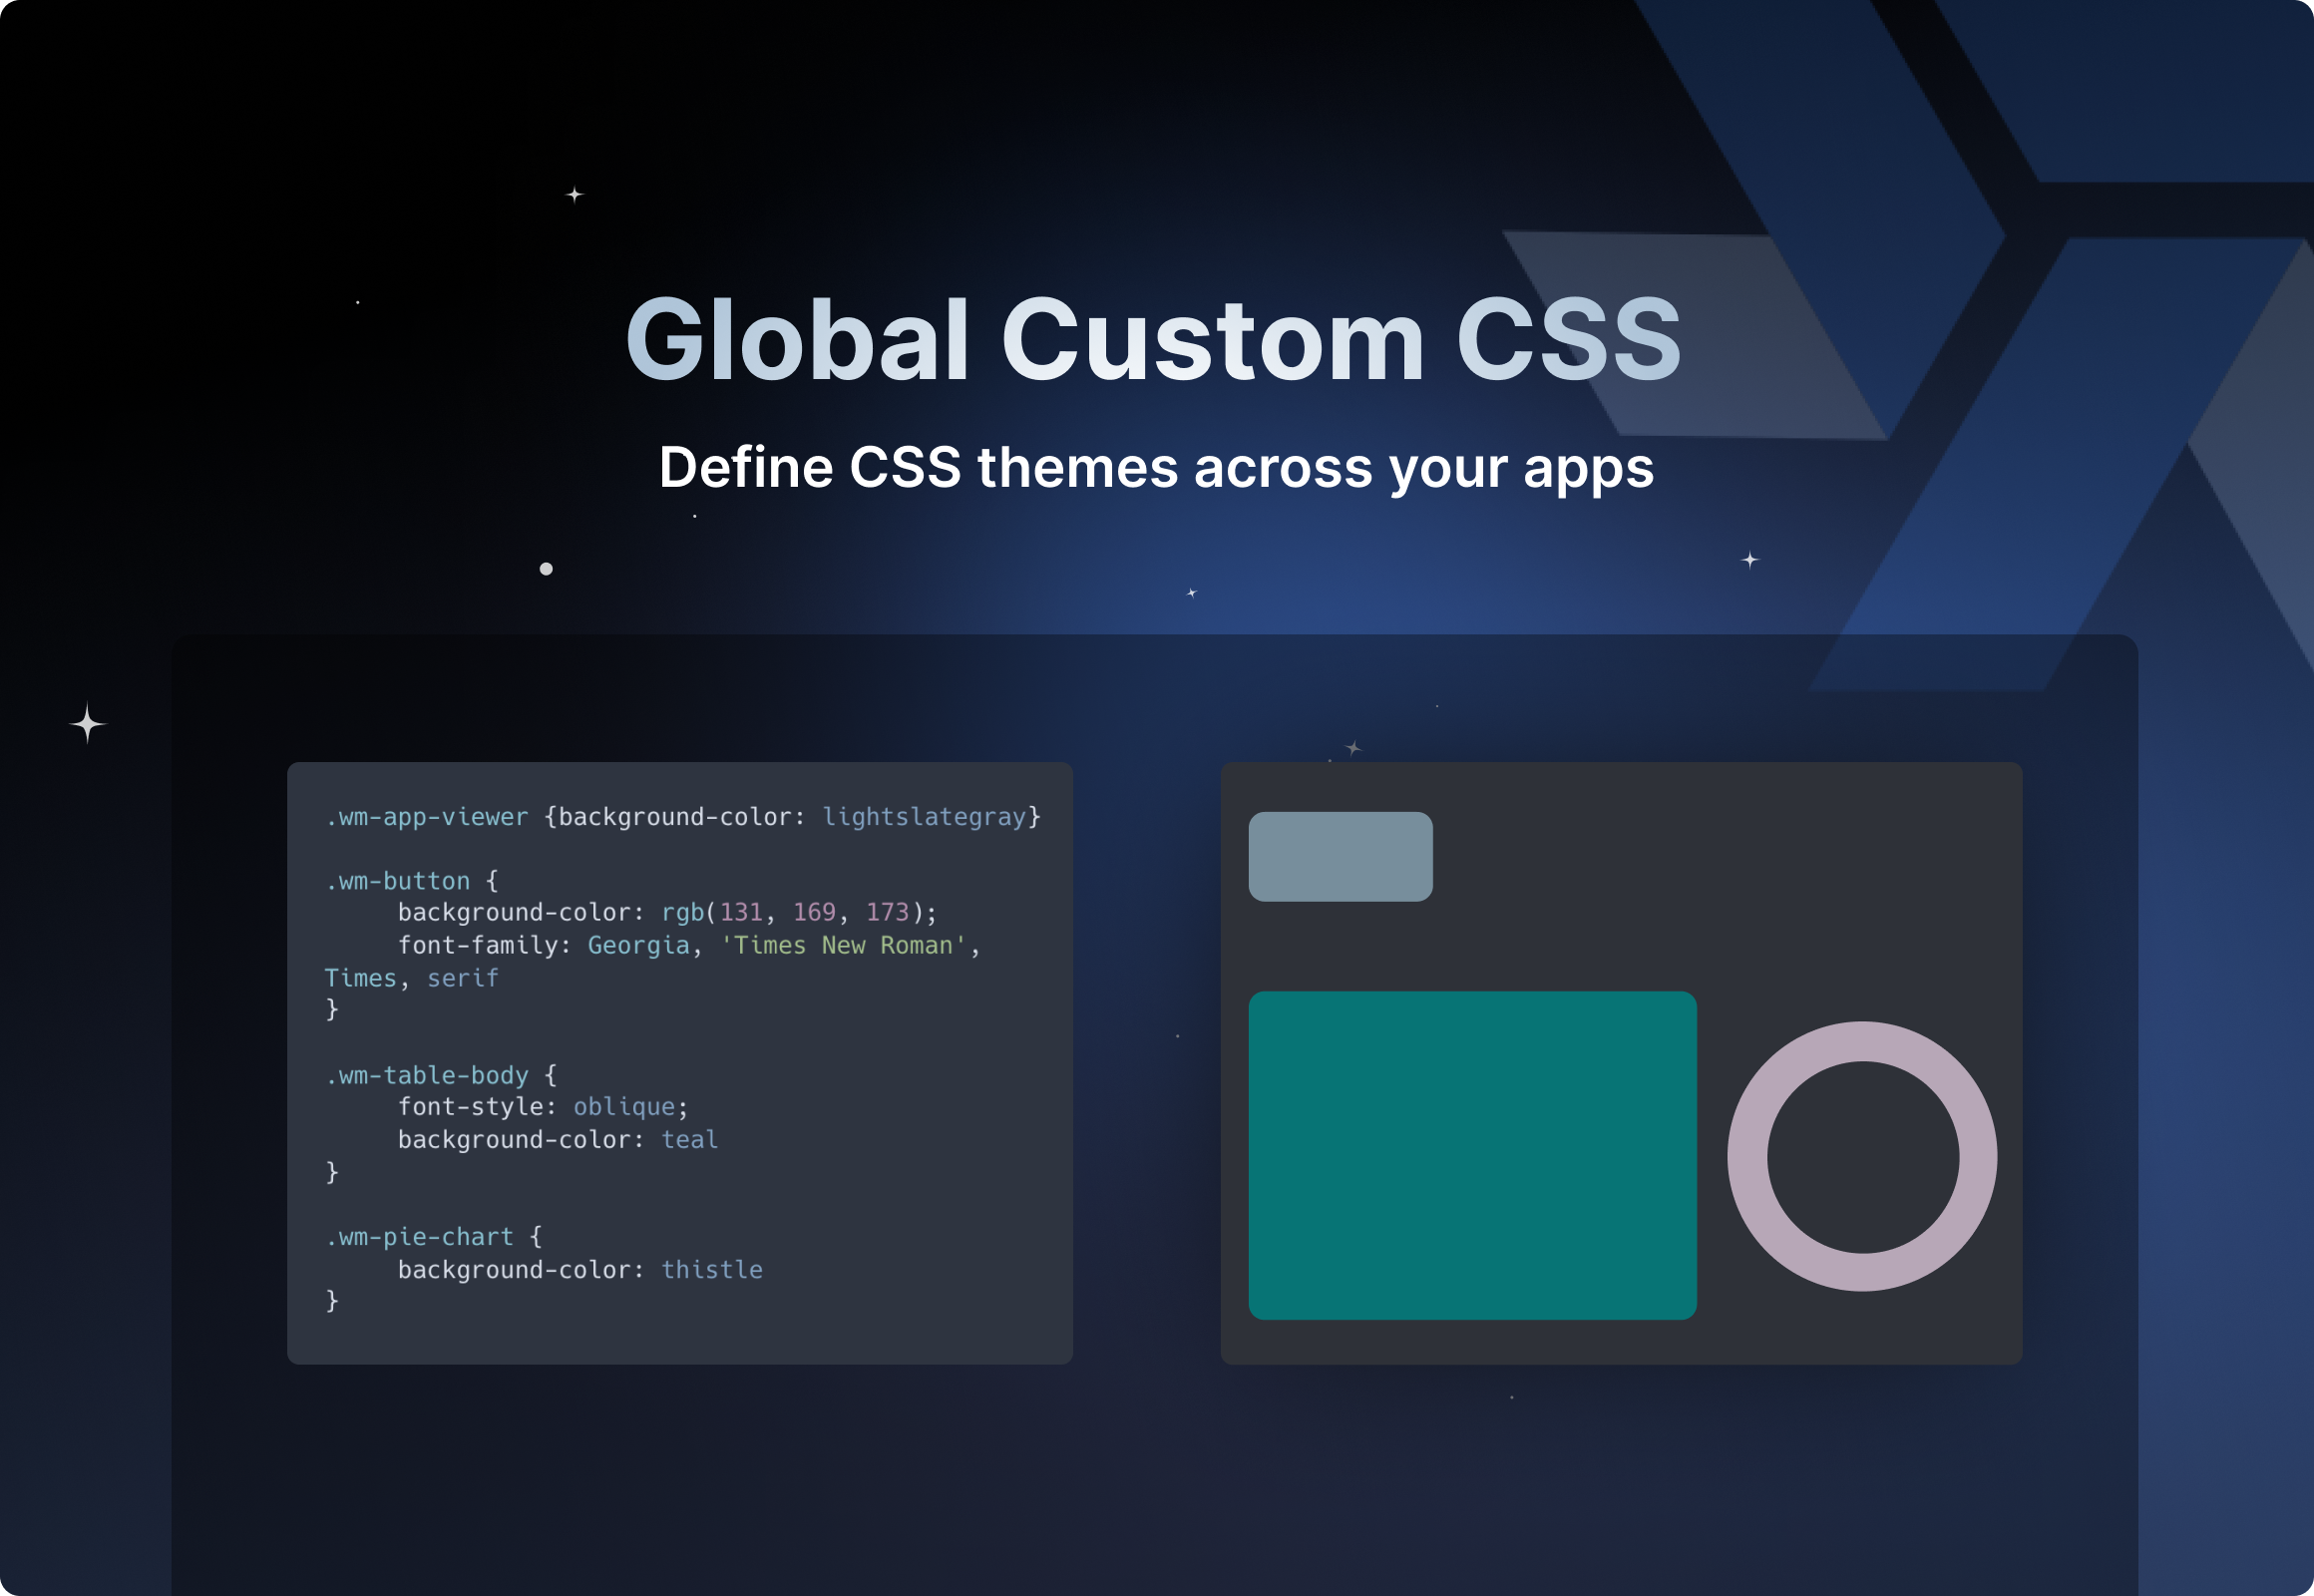 Global Custom CSS
Define CSS themes across your apps
.wm-app-viewer {background-color: lightslategray}
.wm-button {
background-color: rgb(131, 169, 173);
font-family: Georgia, 'Times New Roman',
Times, serif
}
.wm-table-body {
font-style: oblique;
background-color: teal
}
.wm-pie-chart {
background-color: thistle
}